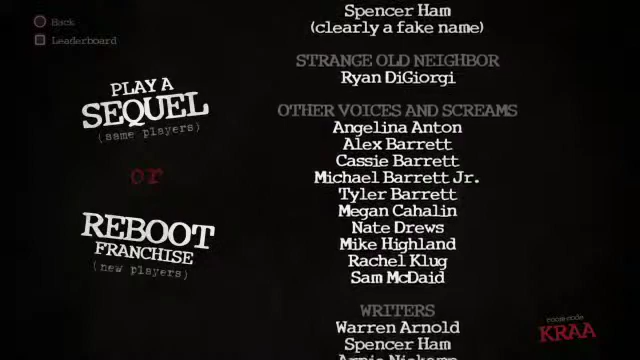 Back
Leaderboard
PLAY A
SEQUEL
(same players)
or
REBOOT
FRANCHISE
(new players)
Spencer Ham
(clearly a fake name)
STRANGE OLD NEIGHBOR
Ryan DiGiorgi
OTHER VOICES AND SCREAMS
Angelina Anton
Alex Barrett
Cassie Barrett
Michael Barrett Jr.
Tyler Barrett
Megan Cahalin
Nate Drews
Mike Highland
Rachel Klug
Sam McDaid
WRITERS
Warren Arnold
Spencer Ham
room code
KRAA